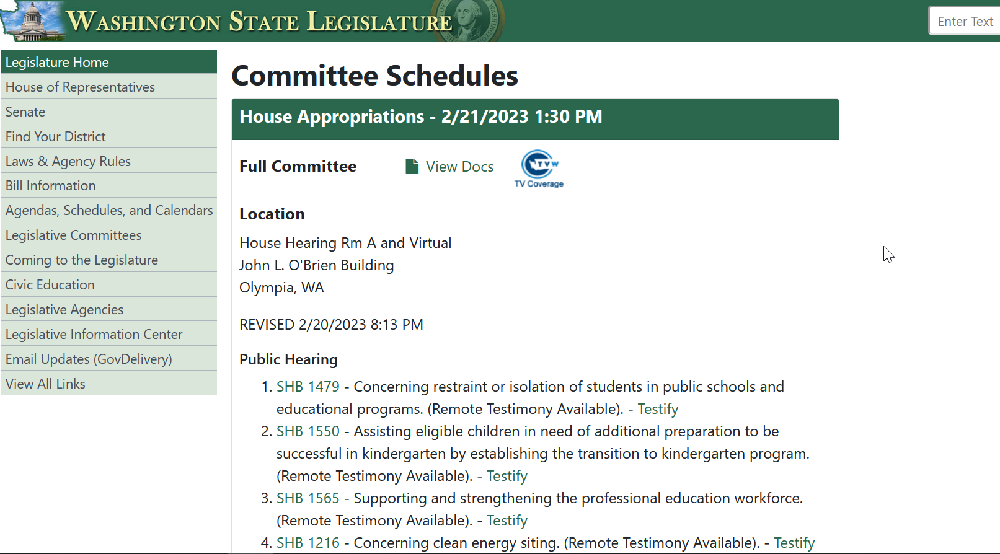 WASHINGTON STATE LEGISLATURE
Enter Text
Legislature Home
House of Representatives
Senate
Find Your District
Laws & Agency Rules
Bill Information
Agendas, Schedules, and Calendars
Legislative Committees
Coming to the Legislature
Civic Education
Legislative Agencies
Legislative Information Center
Email Updates (GovDelivery)
View All Links
Committee Schedules
House Appropriations - 2/21/2023 1:30 PM
Full Committee
View Docs
TVW
TV Coverage
Location
House Hearing Rm A and Virtual
John L. O'Brien Building
Olympia, WA
REVISED 2/20/2023 8:13 PM
Public Hearing
1. SHB 1479 - Concerning restraint or isolation of students in public schools and
educational programs. (Remote Testimony Available). - Testify
2. SHB 1550 - Assisting eligible children in need of additional preparation to be
successful in kindergarten by establishing the transition to kindergarten program.
(Remote Testimony Available). - Testify
3. SHB 1565 - Supporting and strengthening the professional education workforce.
(Remote Testimony Available). - Testify
4. SHB 1216 - Concerning clean energy siting. (Remote Testimony Available). - Testify